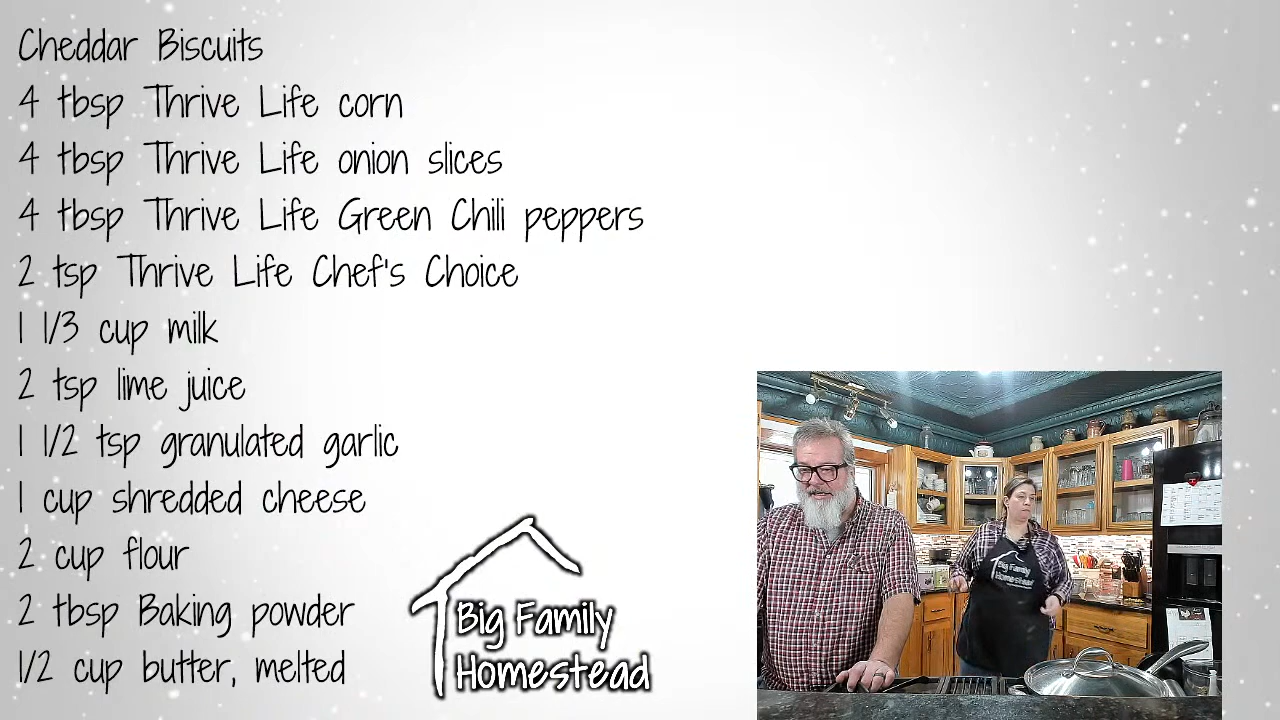 Cheddar Biscuits
4 tbsp Thrive Life corn
4 tbsp Thrive Life onion slices
4 tbsp Thrive Life Green Chili peppers
2 tsp Thrive Life Chef's Choice
1 1/3 cup milk
2 tsp lime juice
1 1/2 tsp granulated garlic
1 cup shredded cheese
2 cup flour
2 tbsp Baking powder
1/2 cup butter, melted
Big Family
Homestead
Big Family
Homestead